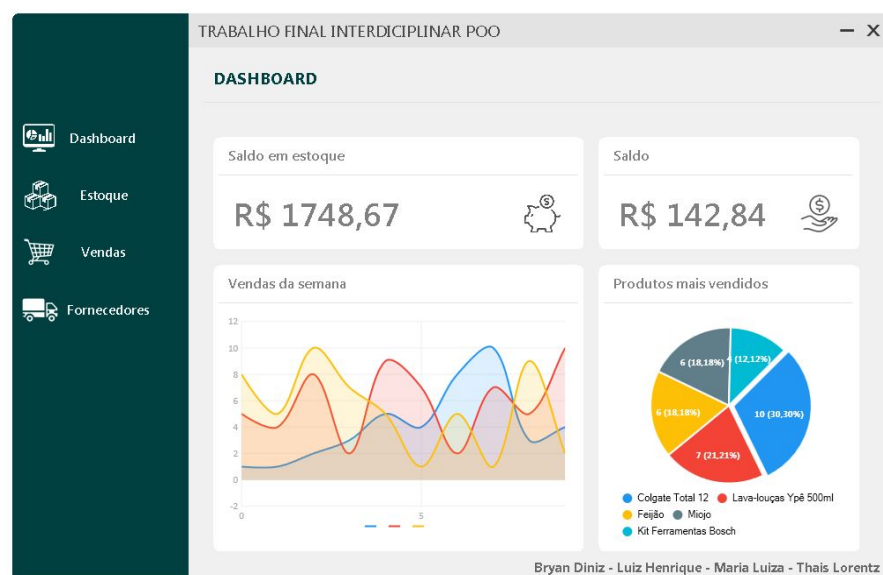 TRABALHO FINAL INTERDICIPLINAR POO
DASHBOARD
Dashboard
Estoque
Vendas
Fornecedores
Saldo em estoque
R$ 1748,67
Saldo
R$ 142,84
Vendas da semana
12
10
8
6
4
2
0
-2
0
5
Produtos mais vendidos
6 (18,18%)
4 (12,12%)
6 (18,18%)
10 (30,30%)
7 (21,21%)
Colgate Total 12 Lava-louças Ypê 500ml
Feijão Miojo
Kit Ferramentas Bosch
Bryan Diniz - Luiz Henrique - Maria Luiza - Thais Lorentz